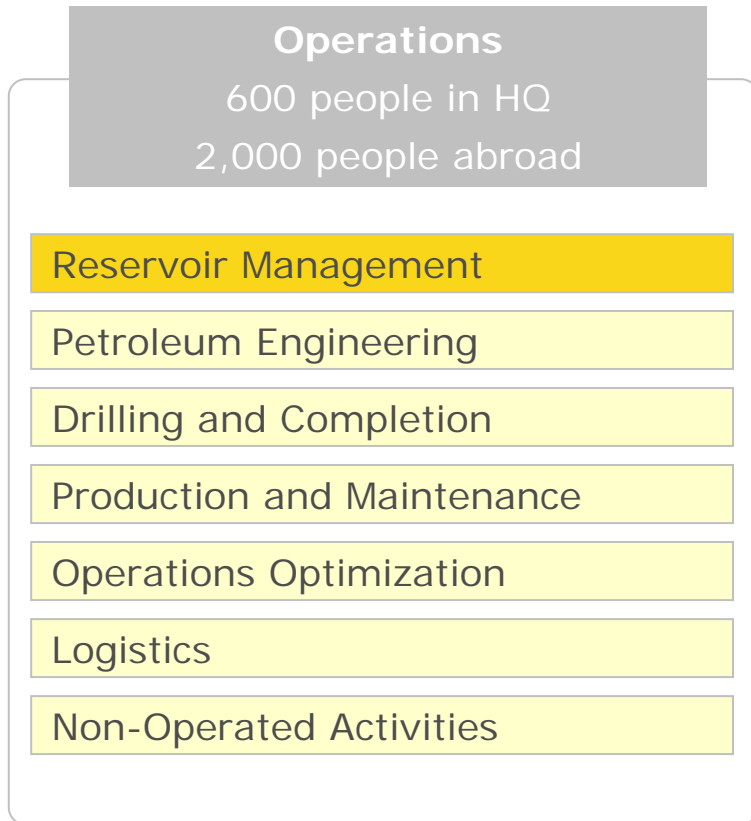 Operations
600 people in HQ
2,000 people abroad
Reservoir Management
Petroleum Engineering
Drilling and Completion
Production and Maintenance
Operations Optimization
Logistics
Non-Operated Activities